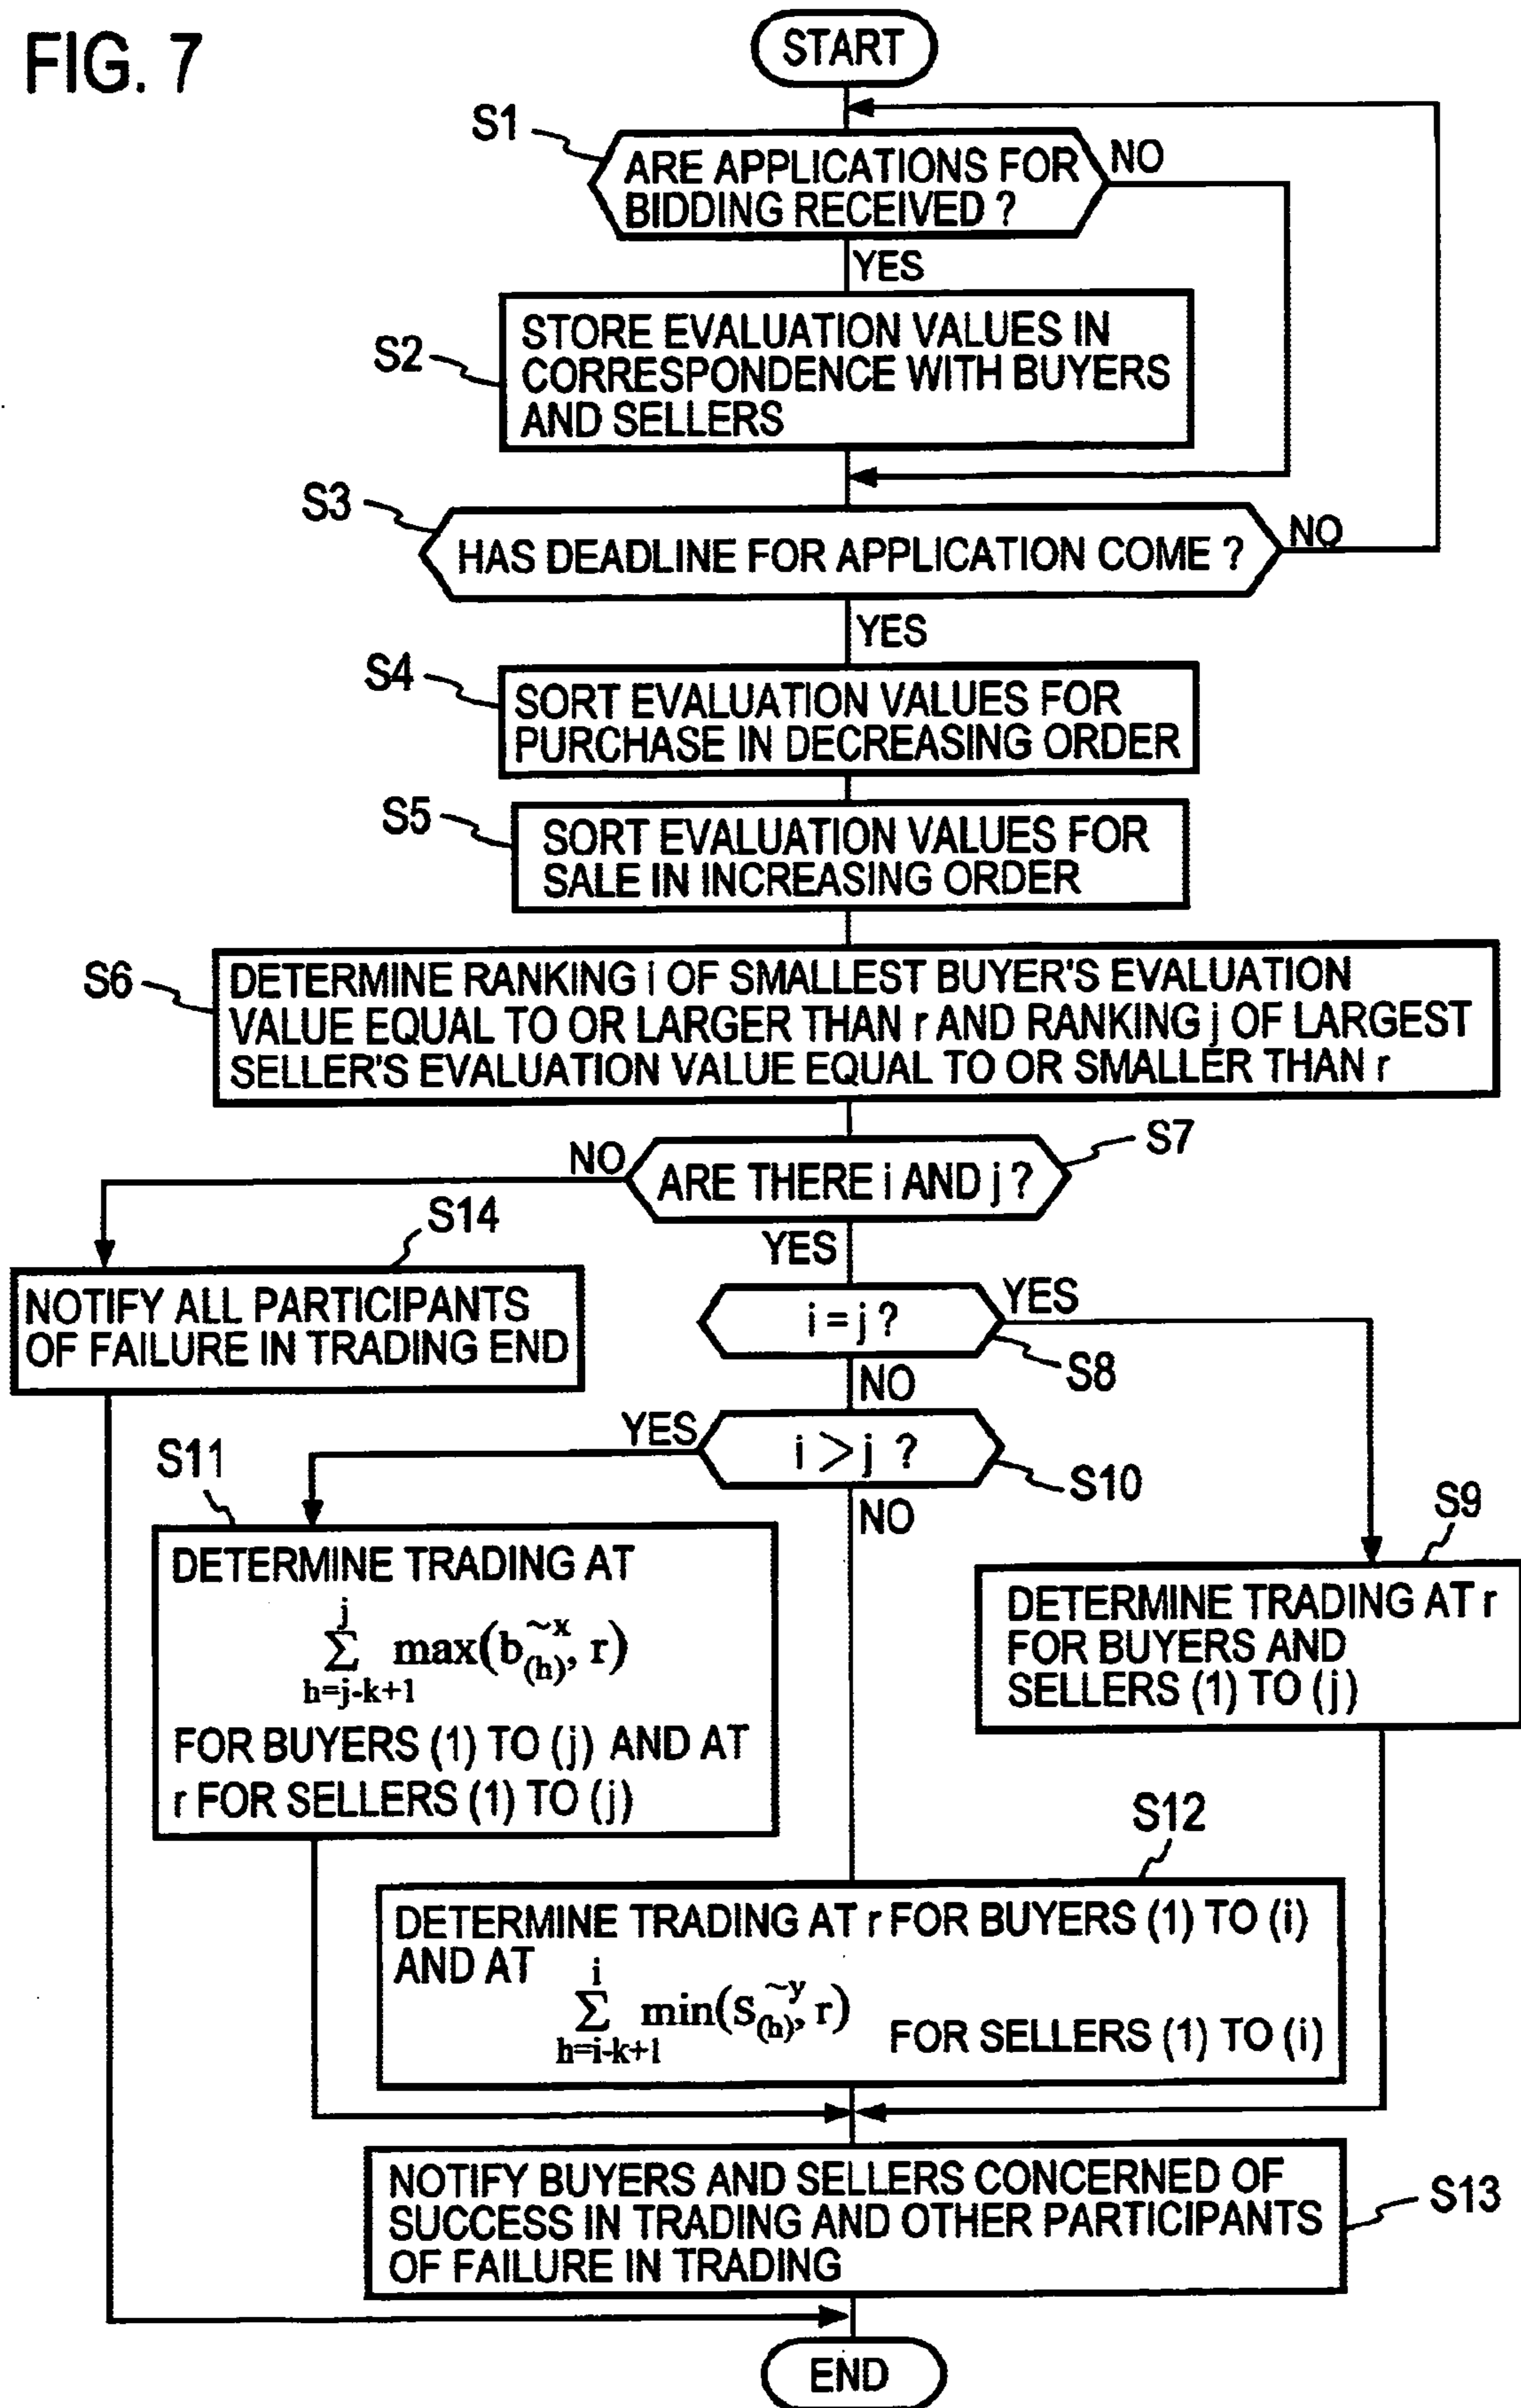 FIG. 7
START
S1
ARE APPLICATIONS FOR
BIDDING RECEIVED ?
NO
YES
S2
STORE EVALUATION VALUES IN
CORRESPONDENCE WITH BUYERS
AND SELLERS
S3
HAS DEADLINE FOR APPLICATION COME ?
NO
YES
S4
SORT EVALUATION VALUES FOR
PURCHASE IN DECREASING ORDER
S5
SORT EVALUATION VALUES FOR
SALE IN INCREASING ORDER
S6
DETERMINE RANKING i OF SMALLEST BUYER'S EVALUATION
VALUE EQUAL TO OR LARGER THAN r AND RANKING j OF LARGEST
SELLER'S EVALUATION VALUE EQUAL TO OR SMALLER THAN r
S7
NO
ARE THERE i AND j ?
YES
S14
NOTIFY ALL PARTICIPANTS
OF FAILURE IN TRADING END
i = j ?
YES
S8
NO
YES
i > j ?
S10
NO
S11
DETERMINE TRADING AT
j
∑ max(b~x(h), r)
h=j-k+1
FOR BUYERS (1) TO (j) AND AT
r FOR SELLERS (1) TO (j)
S9
DETERMINE TRADING AT r
FOR BUYERS AND
SELLERS (1) TO (j)
S12
DETERMINE TRADING AT r FOR BUYERS (1) TO (i)
AND AT
i
∑ min(S~y(h), r)
h=i-k+1
FOR SELLERS (1) TO (i)
NOTIFY BUYERS AND SELLERS CONCERNED OF
SUCCESS IN TRADING AND OTHER PARTICIPANTS
OF FAILURE IN TRADING
S13
END